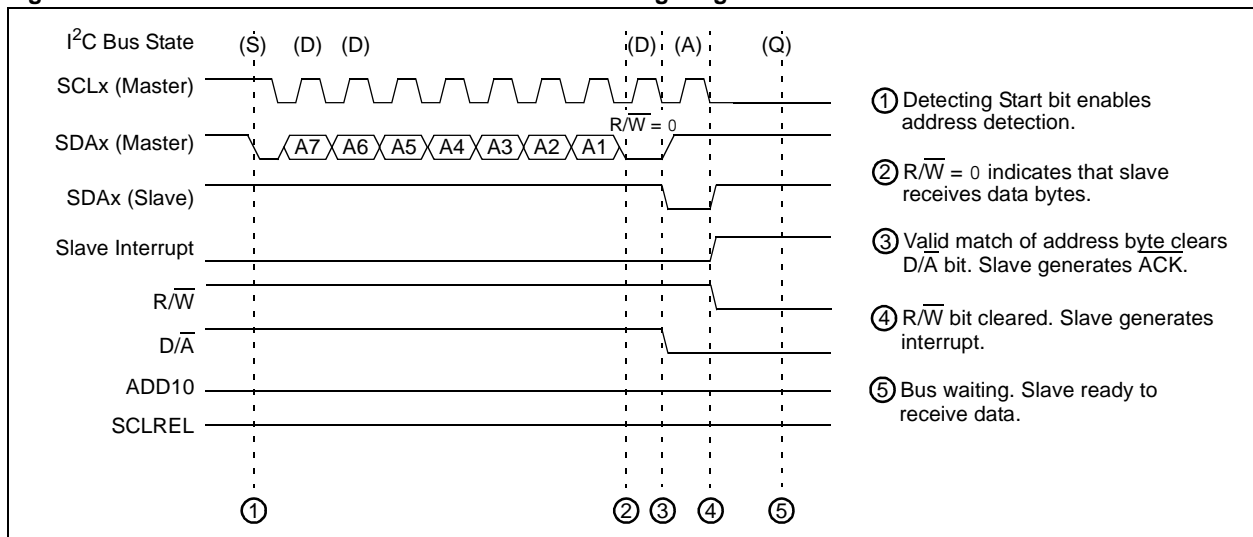 I2C Bus State (S) (D) (D) (D) (A) (Q)
SCLx (Master)
R/W = 0
SDAx (Master) A7 A6 A5 A4 A3 A2 A1
SDAx (Slave)
Slave Interrupt
R/W
D/A
ADD10
SCLREL
1 2 3 4 5
1 Detecting Start bit enables
address detection.
2 R/W = 0 indicates that slave
receives data bytes.
3 Valid match of address byte clears
D/A bit. Slave generates ACK.
4 R/W bit cleared. Slave generates
interrupt.
5 Bus waiting. Slave ready to
receive data.